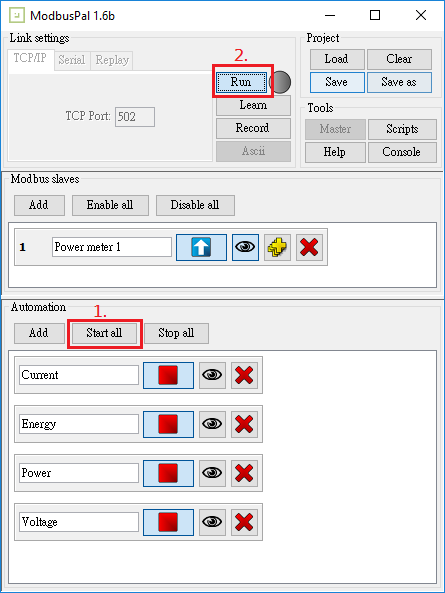 ModbusPal 1.6b
Link settings
TCP/IP Serial Replay
TCP Port: 502
2.
Run
Learn
Record
Ascii
Project
Load Clear
Save Save as
Tools
Master Scripts
Help Console
Modbus slaves
Add Enable all Disable all
1 Power meter 1
Automation
1.
Add Start all Stop all
Current
Energy
Power
Voltage